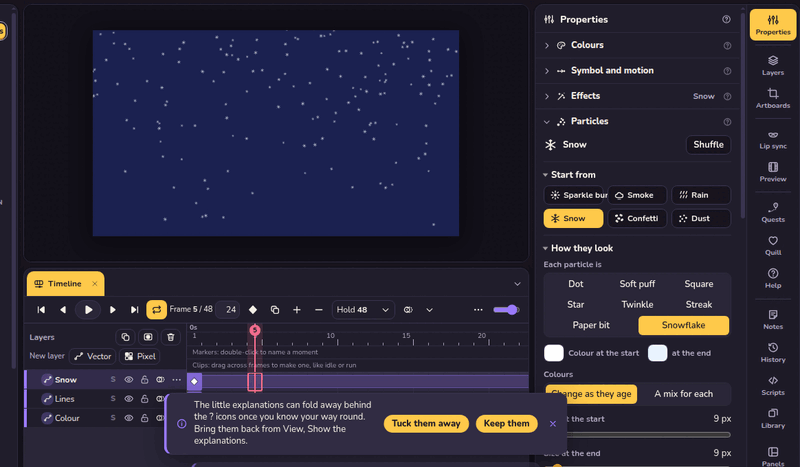 Properties
Colours
Symbol and motion
Effects Snow
Particles
Snow Shuffle
Start from
Sparkle bur Smoke Rain
Snow Confetti Dust
How they look
Each particle is
Dot Soft puff Square
Star Twinkle Streak
Paper bit Snowflake
Colour at the start at the end
Colours
Change as they age A mix for each
at the start 9 px
at the end 9 px
Properties
Layers
Artboards
Lip sync
Preview
Quests
Quill
Help
Notes
History
Scripts
Library
Panels
Timeline
Frame 5 / 48 24 Hold 48
Layers
New layer Vector Pixel
0s
1 5 10 15 20
Markers: double-click to name a moment
Clips: drag across frames to make one, like idle or run
Snow S
Lines S
Colour S
The little explanations can fold away behind
the ? icons once you know your way round.
Bring them back from View, Show the
explanations.
Tuck them away Keep them